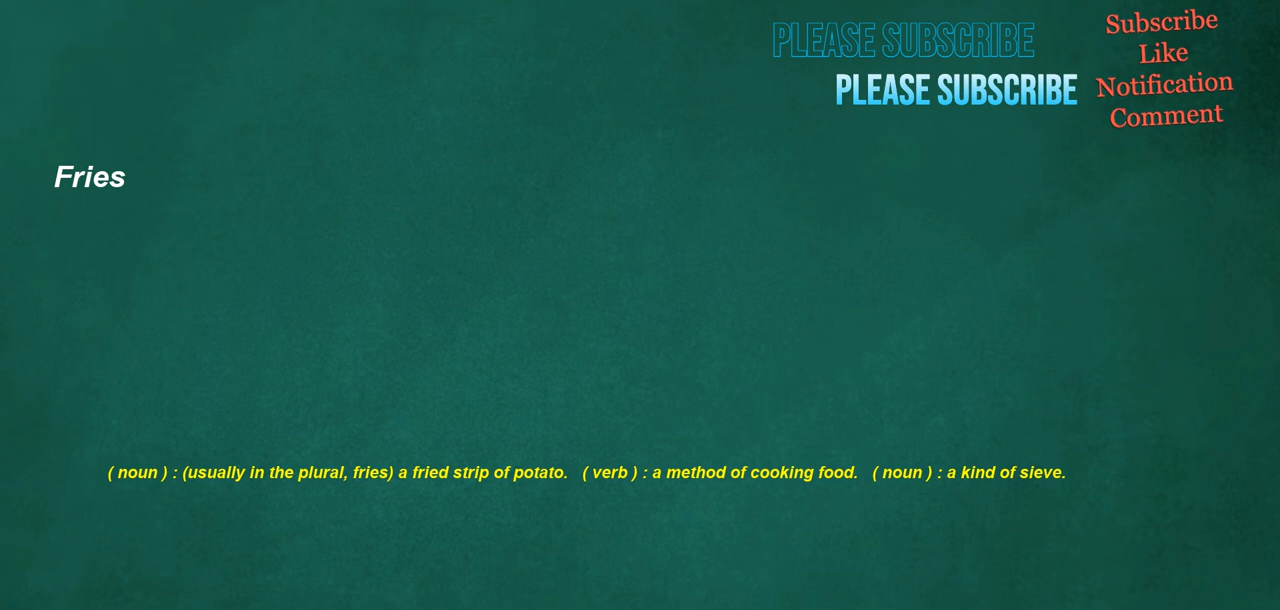 PLEASE SUBSCRIBE
PLEASE SUBSCRIBE
Subscribe
Like
Notification
Comment
Fries
( noun ) : (usually in the plural, fries) a fried strip of potato.   ( verb ) : a method of cooking food.   ( noun ) : a kind of sieve.